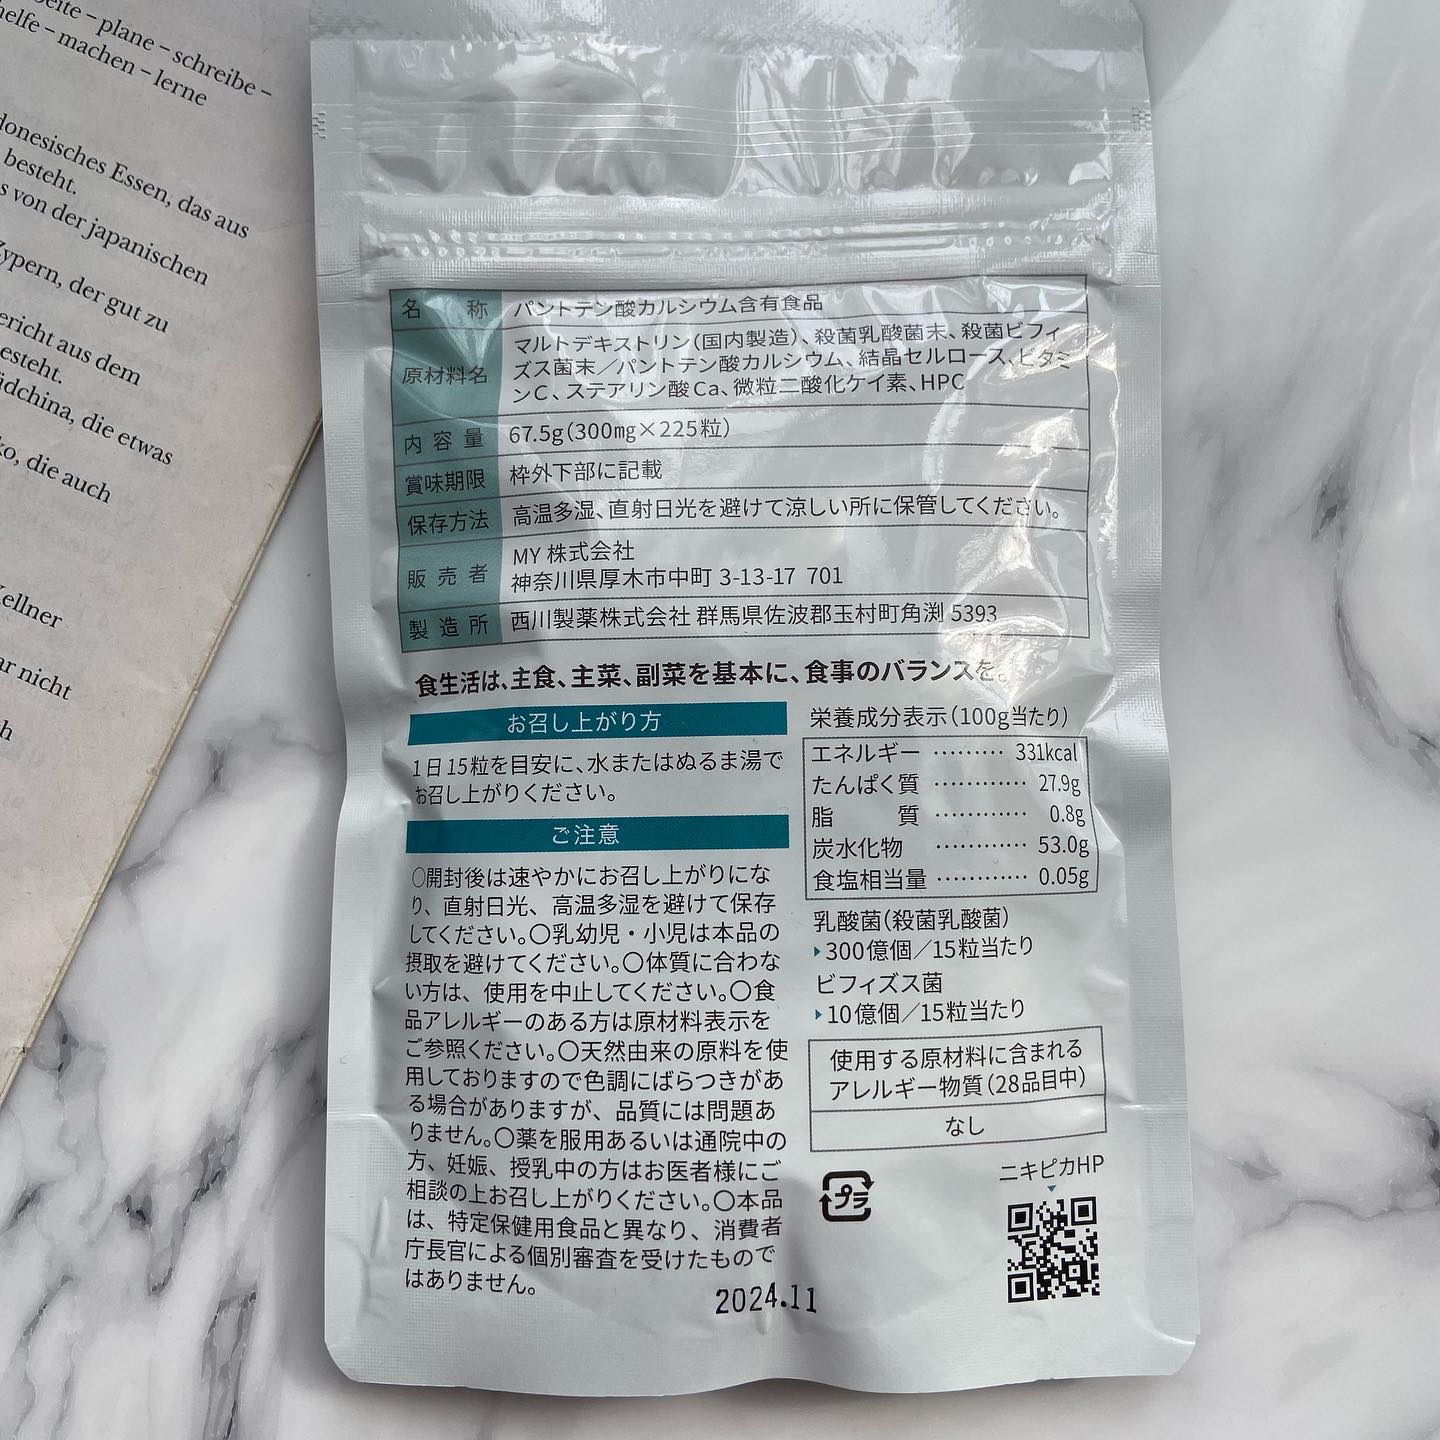 plane – schreibe –
machen – lerne
Essen, das aus
besteht.
von der japanischen
Zypern, der gut zu
aus dem
die etwas
die auch
nicht
名 称 パントテン酸カルシウム含有食品
原材料名 マルトデキストリン(国内製造)、殺菌乳酸菌末、殺菌ビフィ
ズス菌末／パントテン酸カルシウム、結晶セルロース、ビタミ
ンC、ステアリン酸Ca、微粒二酸化ケイ素、HPC
内容量 67.5g(300mg×225粒)
賞味期限 枠外下部に記載
保存方法 高温多湿、直射日光を避けて涼しい所に保管してください。
販売者 MY 株式会社
神奈川県厚木市中町 3-13-17 701
製造所 西川製薬株式会社 群馬県佐波郡玉村町角渕 5393
食生活は、主食、主菜、副菜を基本に、食事のバランスを。
お召し上がり方
1日15粒を目安に、水またはぬるま湯で
お召し上がりください。
ご注意
○開封後は速やかにお召し上がりにな
り、直射日光、高温多湿を避けて保存
してください。○乳幼児・小児は本品の
摂取を避けてください。○体質に合わな
い方は、使用を中止してください。○食
品アレルギーのある方は原材料表示を
ご参照ください。○天然由来の原料を使
用しておりますので色調にばらつきがあ
る場合がありますが、品質には問題あ
りません。○薬を服用あるいは通院中の
方、妊娠、授乳中の方はお医者様にご
相談の上お召し上がりください。○本品
は、特定保健用食品と異なり、消費者
庁長官による個別審査を受けたもので
はありません。
栄養成分表示(100g当たり)
エネルギー ……… 331kcal
たんぱく質 ………… 27.9g
脂 質 ………… 0.8g
炭水化物 ………… 53.0g
食塩相当量 ………… 0.05g
乳酸菌(殺菌乳酸菌)
▸300億個／15粒当たり
ビフィズス菌
▸10億個／15粒当たり
使用する原材料に含まれる
アレルギー物質(28品目中)
なし
プラ
ニキピカHP
2024.11